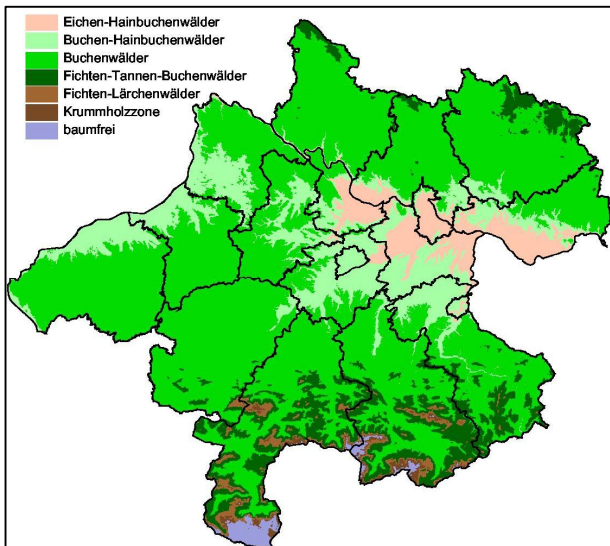 Eichen-Hainbuchenwälder
Buchen-Hainbuchenwälder
Buchenwälder
Fichten-Tannen-Buchenwälder
Fichten-Lärchenwälder
Krummholzzone
baumfrei